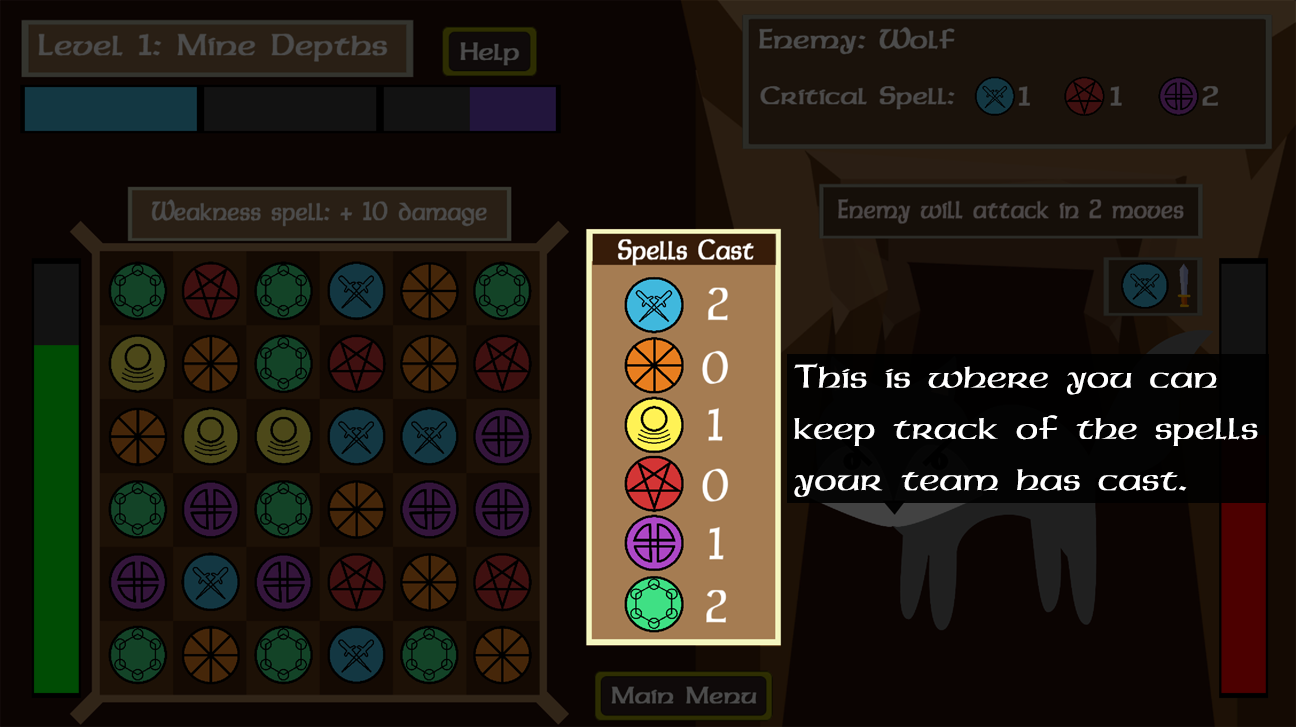 Level 1: Mine Depths
Help
Enemy: Wolf
Critical Spell: 1 1 2
Weakness spell: + 10 damage
Enemy will attack in 2 moves
Spells Cast
2
0
1
0
1
2
This is where you can
keep track of the spells
your team has cast.
Main Menu